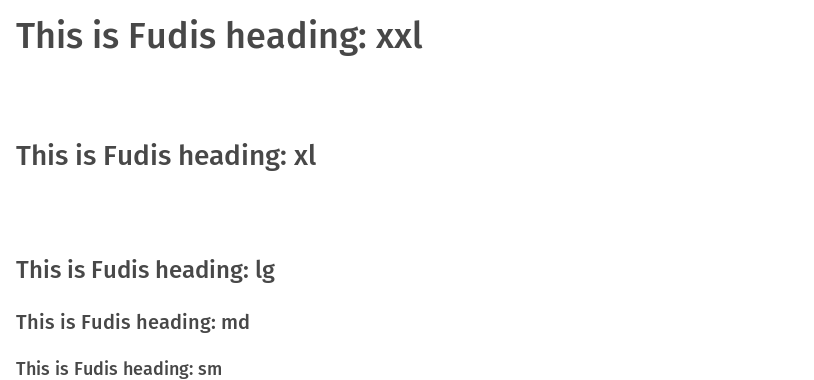 This is Fudis heading: xxl
This is Fudis heading: xl
This is Fudis heading: lg
This is Fudis heading: md
This is Fudis heading: sm